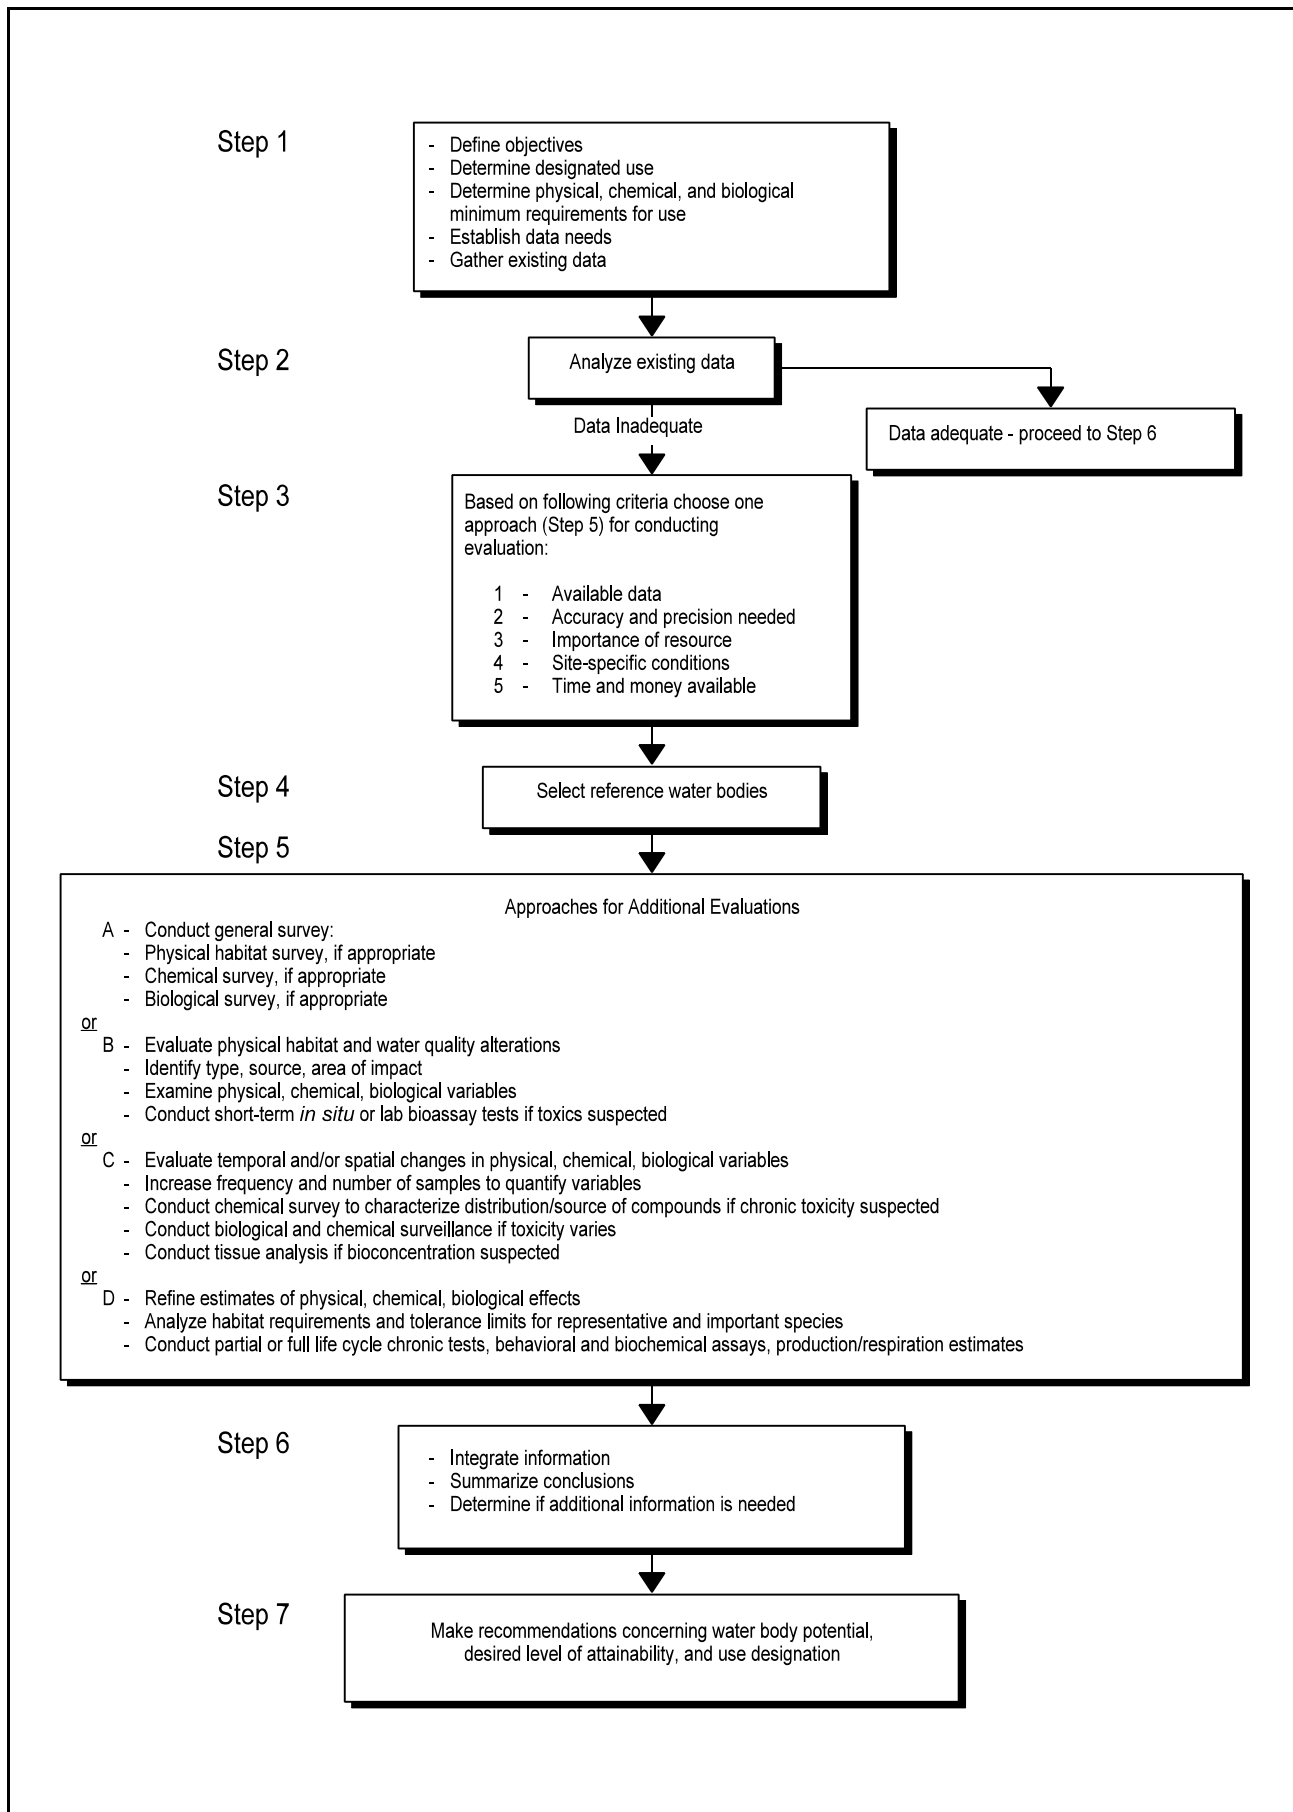 Step 1
- Define objectives
- Determine designated use
- Determine physical, chemical, and biological
minimum requirements for use
- Establish data needs
- Gather existing data
Step 2
Analyze existing data
Data Inadequate
Data adequate - proceed to Step 6
Step 3
Based on following criteria choose one
approach (Step 5) for conducting
evaluation:
1 - Available data
2 - Accuracy and precision needed
3 - Importance of resource
4 - Site-specific conditions
5 - Time and money available
Step 4
Select reference water bodies
Step 5
Approaches for Additional Evaluations
A - Conduct general survey:
- Physical habitat survey, if appropriate
- Chemical survey, if appropriate
- Biological survey, if appropriate
or
B - Evaluate physical habitat and water quality alterations
- Identify type, source, area of impact
- Examine physical, chemical, biological variables
- Conduct short-term in situ or lab bioassay tests if toxics suspected
or
C - Evaluate temporal and/or spatial changes in physical, chemical, biological variables
- Increase frequency and number of samples to quantify variables
- Conduct chemical survey to characterize distribution/source of compounds if chronic toxicity suspected
- Conduct biological and chemical surveillance if toxicity varies
- Conduct tissue analysis if bioconcentration suspected
or
D - Refine estimates of physical, chemical, biological effects
- Analyze habitat requirements and tolerance limits for representative and important species
- Conduct partial or full life cycle chronic tests, behavioral and biochemical assays, production/respiration estimates
Step 6
- Integrate information
- Summarize conclusions
- Determine if additional information is needed
Step 7
Make recommendations concerning water body potential,
desired level of attainability, and use designation